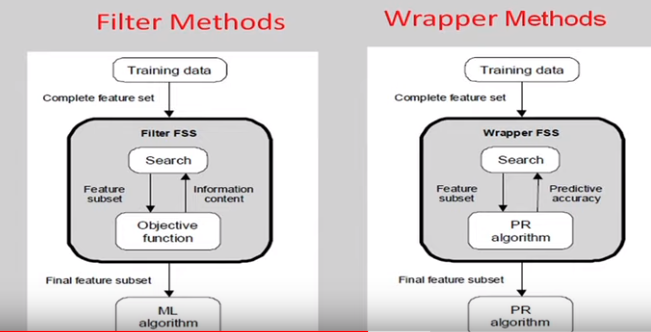 Filter Methods
Training data
Complete feature set
Filter FSS
Search
Feature
subset
Information
content
Objective
function
Final feature subset
ML
algorithm
Wrapper Methods
Training data
Complete feature set
Wrapper FSS
Search
Feature
subset
Predictive
accuracy
PR
algorithm
Final feature subset
PR
algorithm